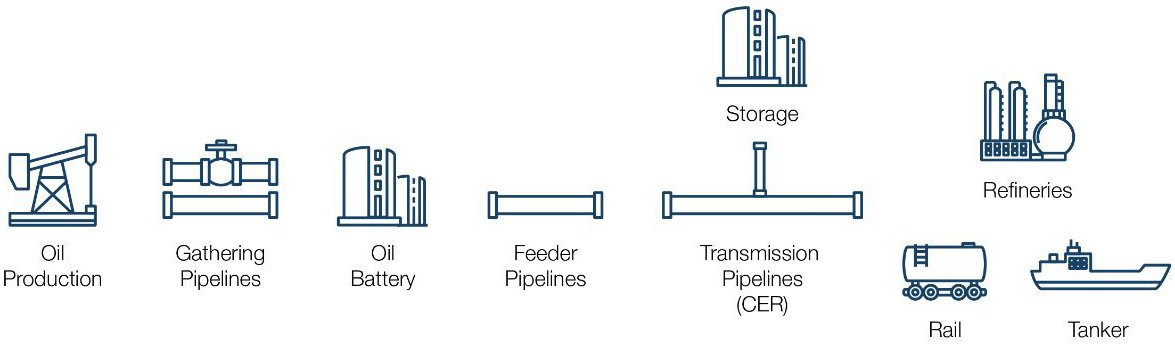 Storage
Refineries
Oil
Production
Gathering
Pipelines
Oil
Battery
Feeder
Pipelines
Transmission
Pipelines
(CER)
Rail
Tanker